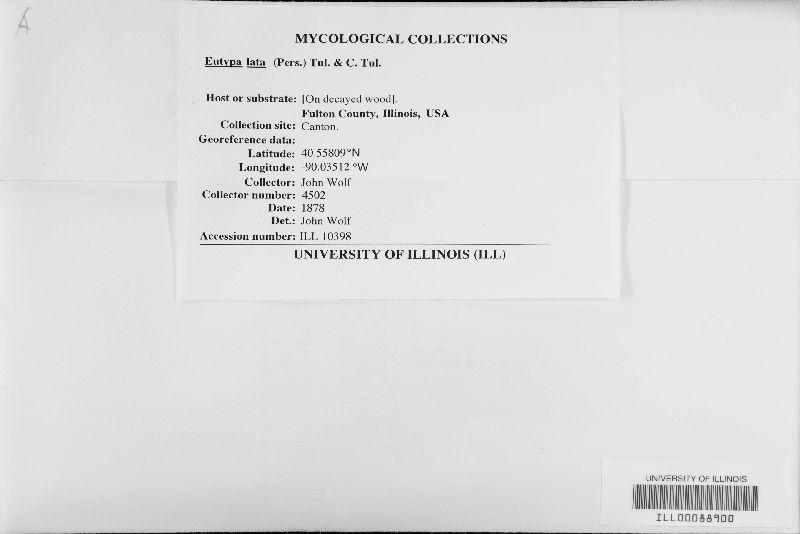 A
MYCOLOGICAL COLLECTIONS
Eutypa lata (Pers.) Tul. & C. Tul.
Host or substrate: [On decayed wood].
Fulton County, Illinois, USA
Collection site: Canton.
Georeference data:
Latitude: 40.55809°N
Longitude: -90.03512 °W
Collector: John Wolf
Collector number: 4502
Date: 1878
Det.: John Wolf
Accession number: ILL 10398
UNIVERSITY OF ILLINOIS (ILL)
UNIVERSITY OF ILLINOIS
ILL00088900